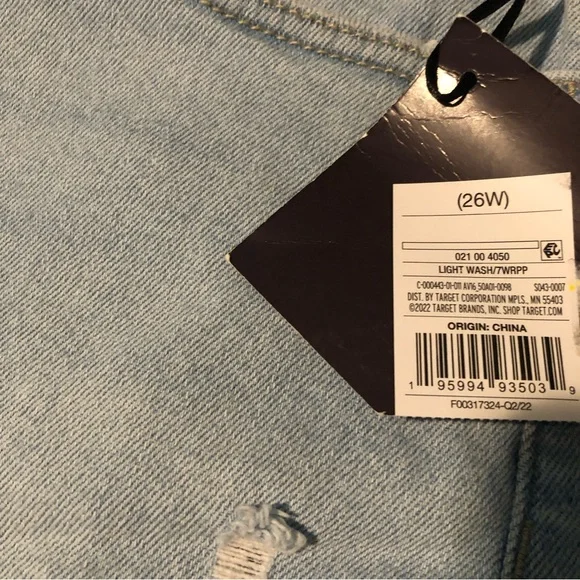 (26W)
021 00 4050
LIGHT WASH/7WRPP
C-000443-01-011 AV16_50A01-0098 S043-0007
DIST. BY TARGET CORPORATION MPLS., MN 55403
©2022 TARGET BRANDS, INC. SHOP TARGET.COM
ORIGIN: CHINA
1 95994 93503 9
F00317324-Q2/22